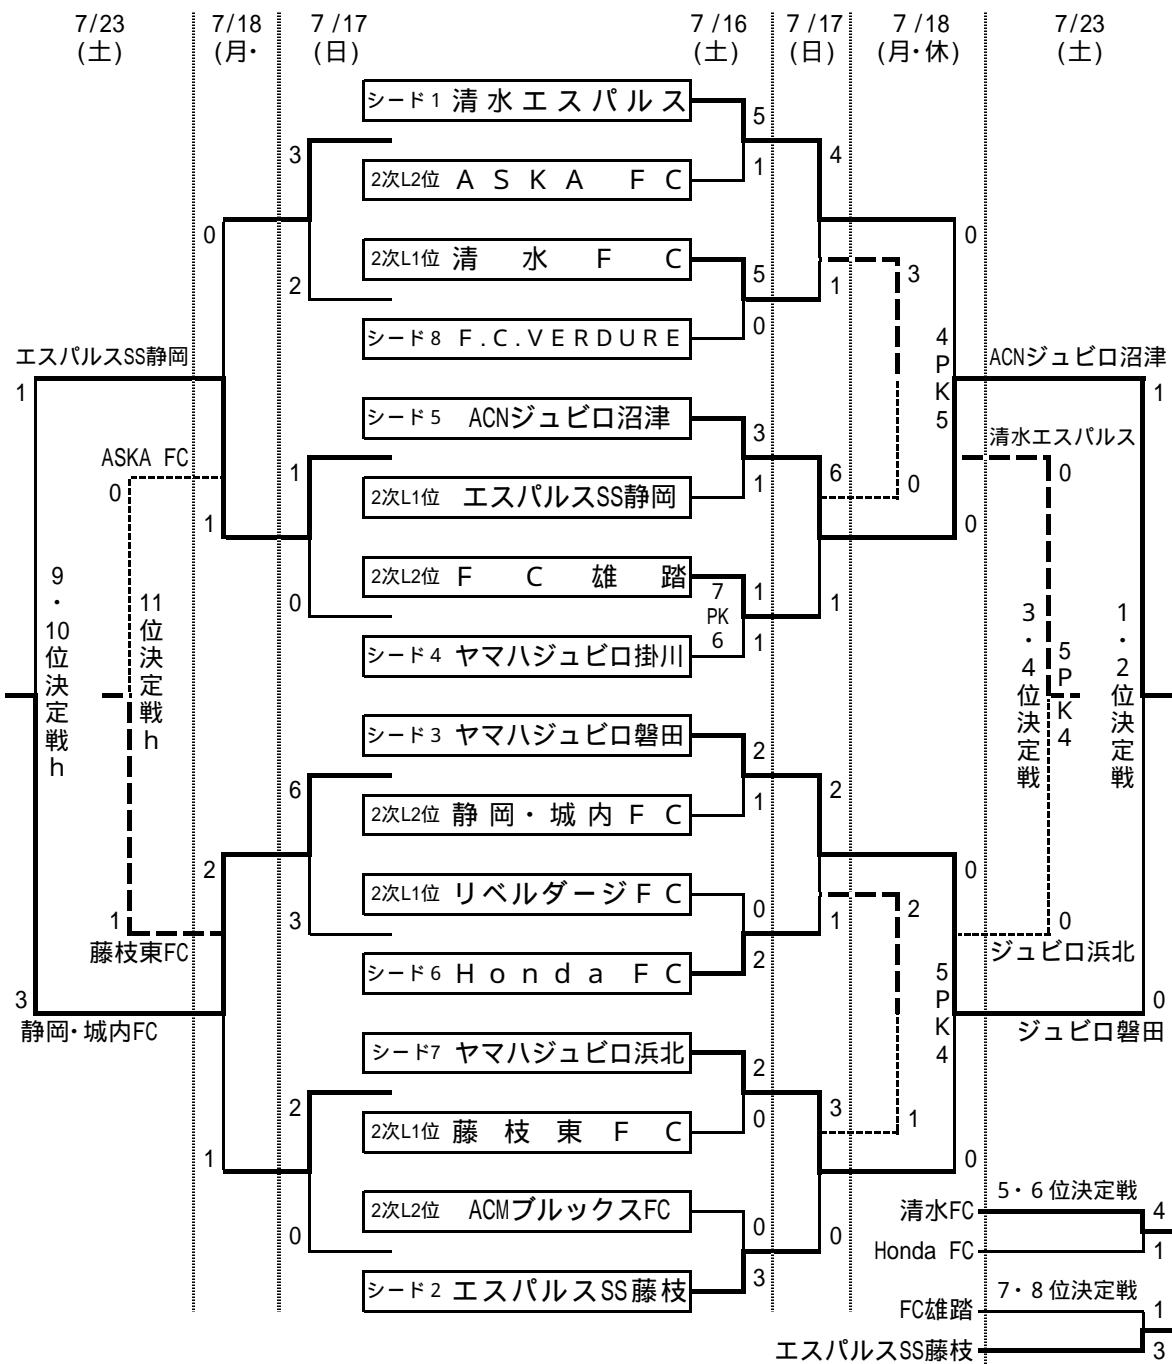 7/23 7/18 7/17 7/16 7/17 7/18 7/23
(土) (月・ (日) (土) (日) (月・休) (土)
シード1 清水エスパルス
5
3 4
1
2次L2位 ASKA FC
0 0
2次L1位 清水FC
5 3
2 1
0
シード8 F.C.VERDURE
4PK5
エスパルスSS静岡 ACNジュビロ沼津
1 1
シード5 ACNジュビロ沼津
3
清水エスパルス
ASKA FC
1 6 0
0 1 0
2次L1位 エスパルスSS静岡
1 0
2次L2位 FC雄踏
9・10位決定戦h
11位決定戦h
7PK6
1
0 1
1
3・4位決定戦
5PK4
1・2位決定戦
シード4 ヤマハジュビロ掛川
シード3 ヤマハジュビロ磐田
2
6 2
1
2次L2位 静岡・城内FC
2 0
2次L1位 リベルダージFC
0 2
1 3 1 0
藤枝東FC ジュビロ浜北
2
シード6 Honda FC
5PK4
3 0
静岡・城内FC ジュビロ磐田
シード7 ヤマハジュビロ浜北
2
2 3
0 1
2次L1位 藤枝東FC
1 0
5・6位決定戦
2次L2位 ACMブルックスFC
清水FC 4
0
0 0
Honda FC 1
3
シード2 エスパルスSS藤枝
7・8位決定戦
FC雄踏 1
エスパルスSS藤枝 3